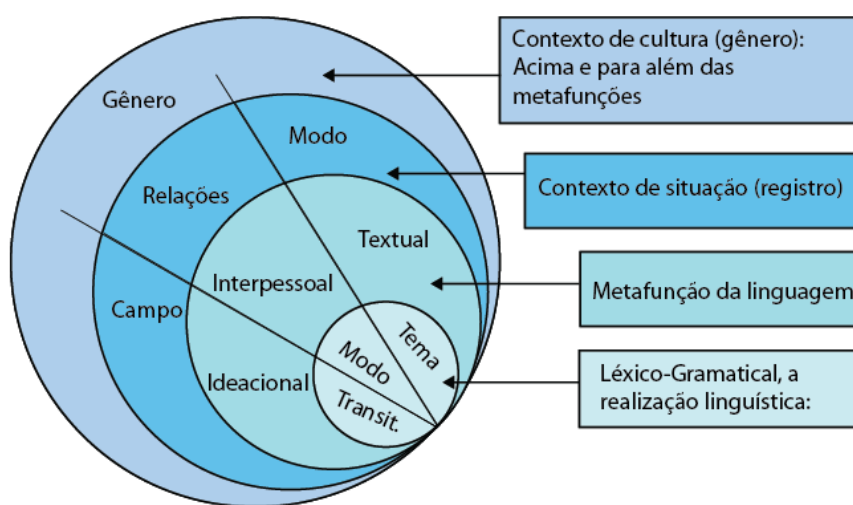 Contexto de cultura (gênero):
Acima e para além das
metafunções
Gênero
Modo
Contexto de situação (registro)
Relações
Textual
Interpessoal
Metafunção da linguagem
Campo
Tema
Modo
Ideacional
Transit.
Léxico-Gramatical, a
realização linguística: